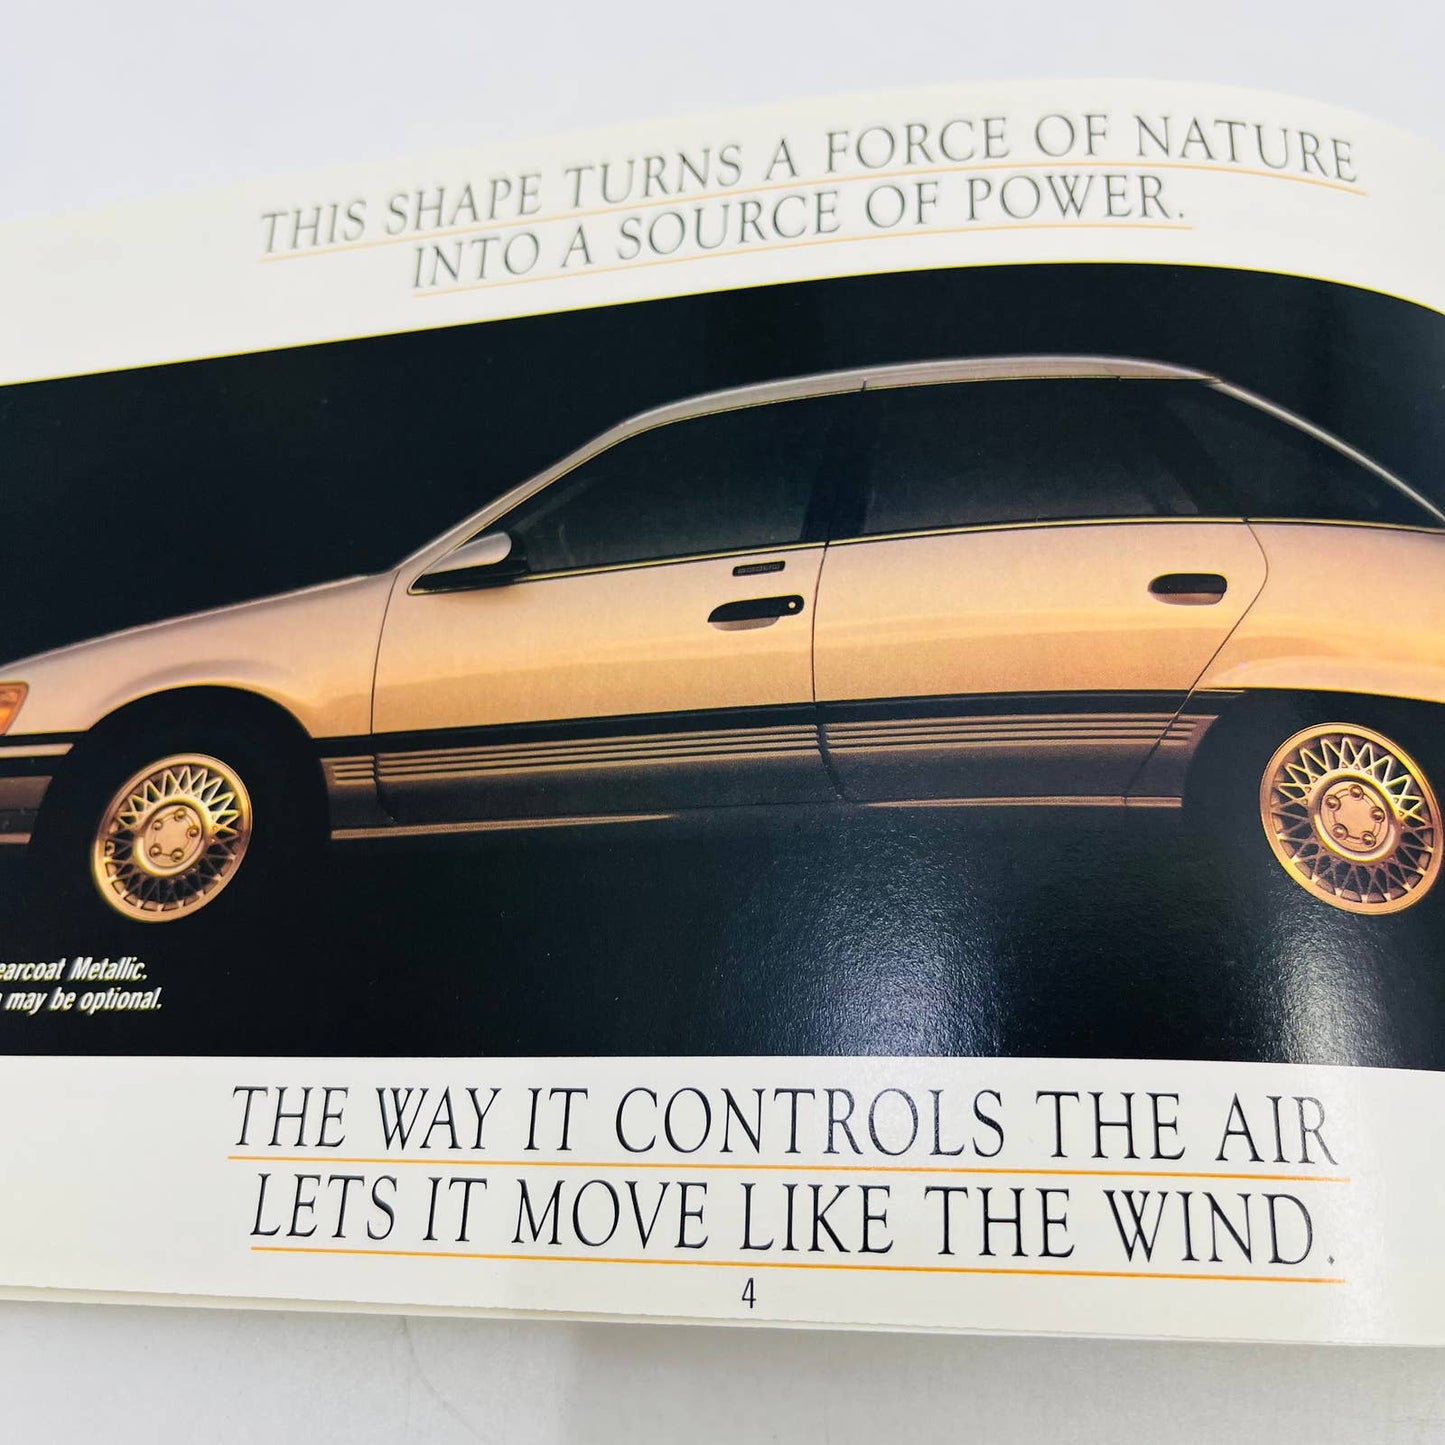 THIS SHAPE TURNS A FORCE OF NATURE
INTO A SOURCE OF POWER.
earcoat Metallic.
may be optional.
THE WAY IT CONTROLS THE AIR
LETS IT MOVE LIKE THE WIND.
4